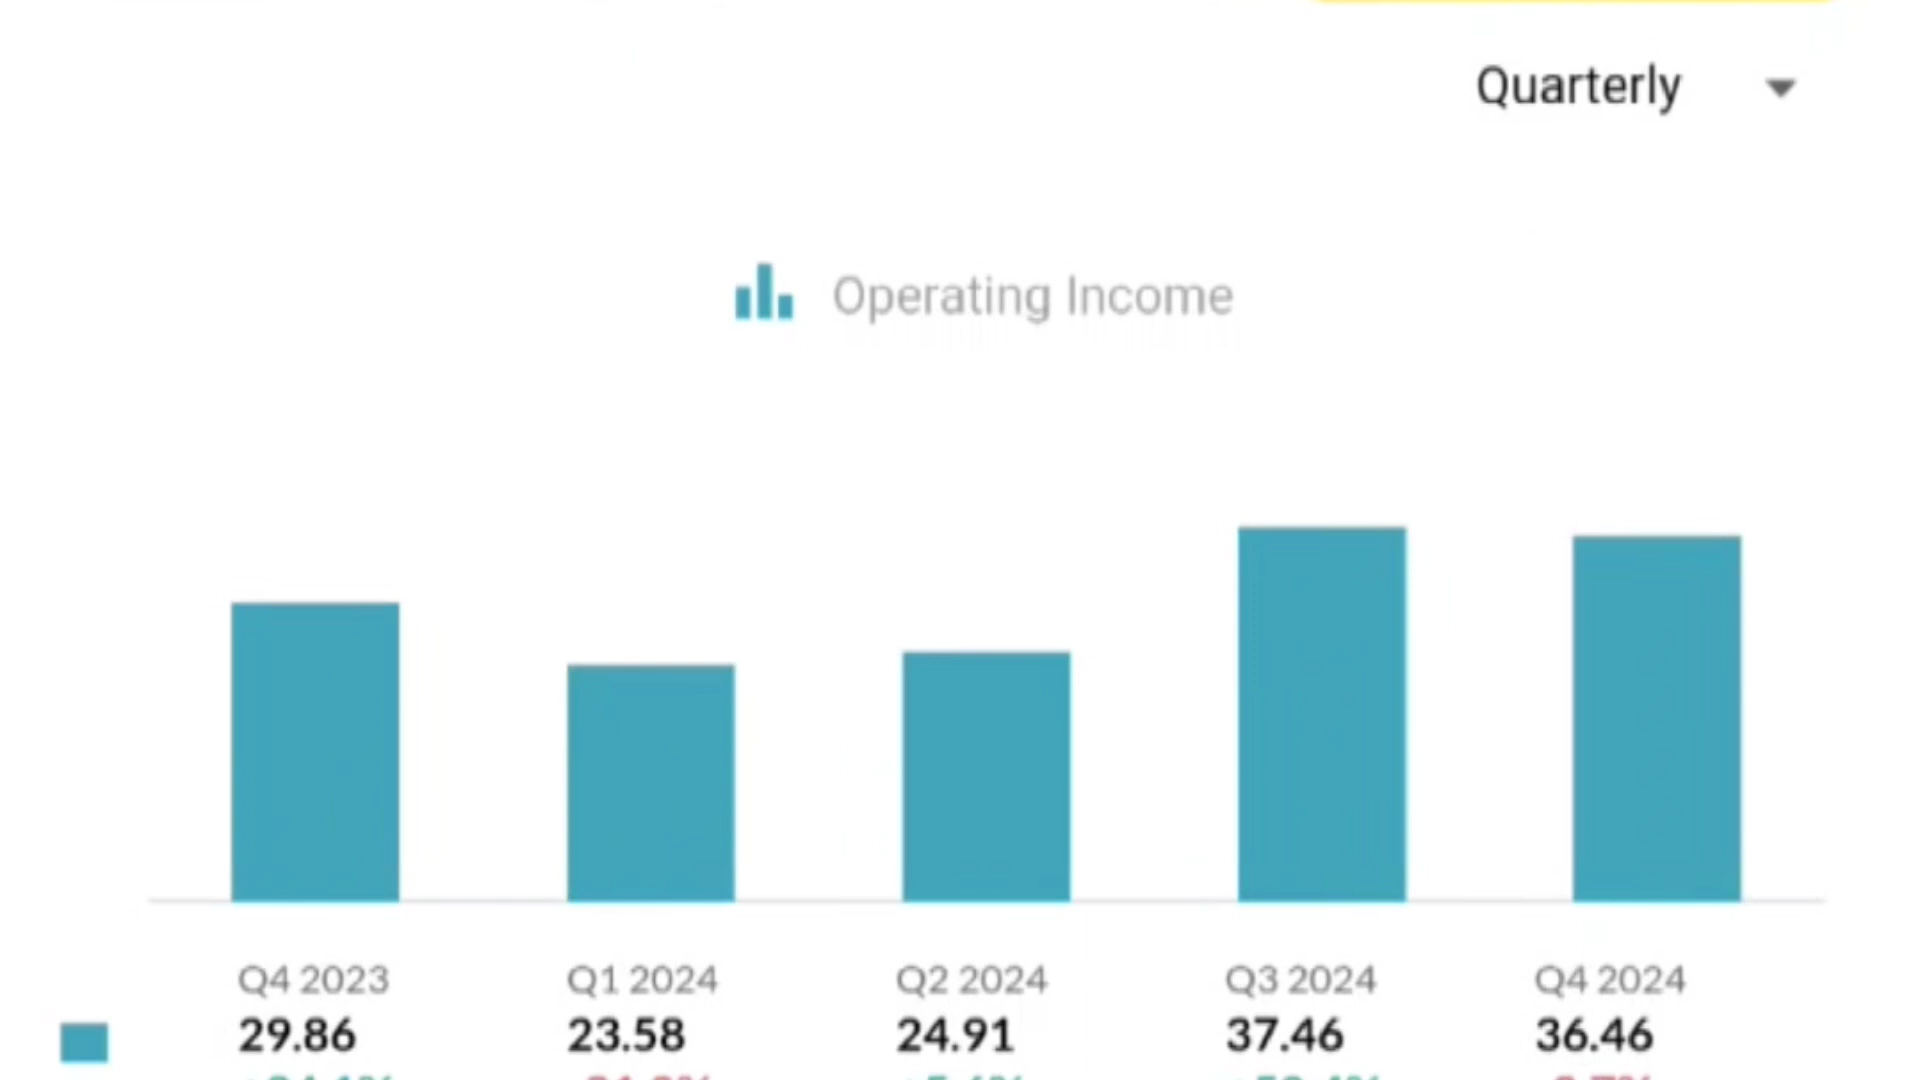 Quarterly
Operating Income
Q4 2023 Q1 2024 Q2 2024 Q3 2024 Q4 2024
29.86 23.58 24.91 37.46 36.46